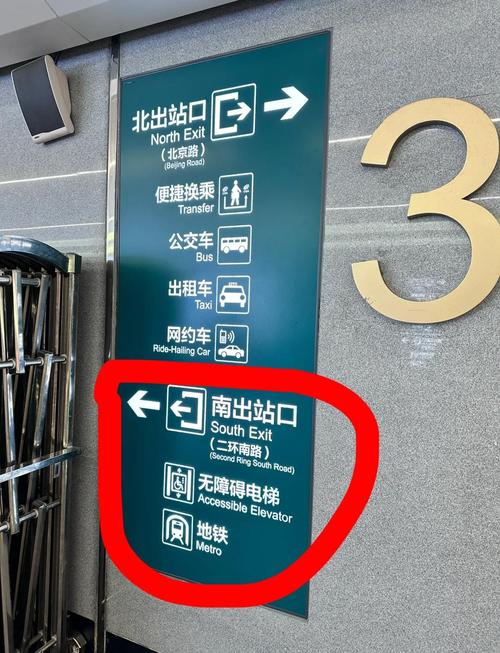 北出站口
North Exit
（北京路）
(Beijing Road)
便捷换乘
Transfer
公交车
Bus
出租车
Taxi
网约车
Ride-Hailing Car
南出站口
South Exit
（二环南路）
(Second Ring South Road)
无障碍电梯
Accessible Elevator
地铁
Metro
3